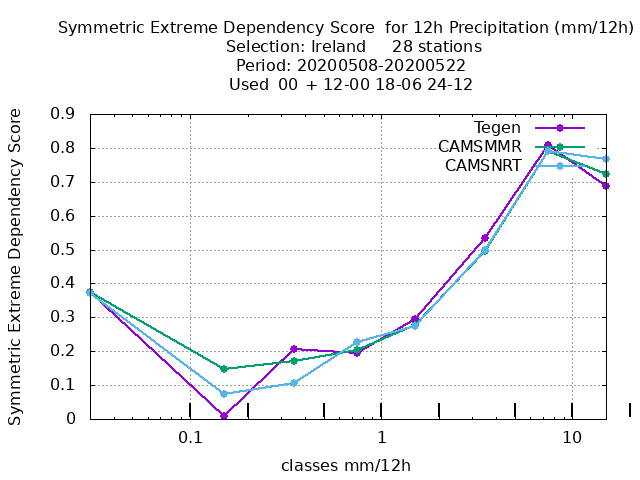 Symmetric Extreme Dependency Score  for 12h Precipitation (mm/12h)
Selection: Ireland     28 stations
Period: 20200508-20200522
Used  00  + 12-00 18-06 24-12
Symmetric Extreme Dependency Score
0.9
0.8
0.7
0.6
0.5
0.4
0.3
0.2
0.1
0
Tegen
CAMSMMR
CAMSNRT
0.1
1
10
classes mm/12h